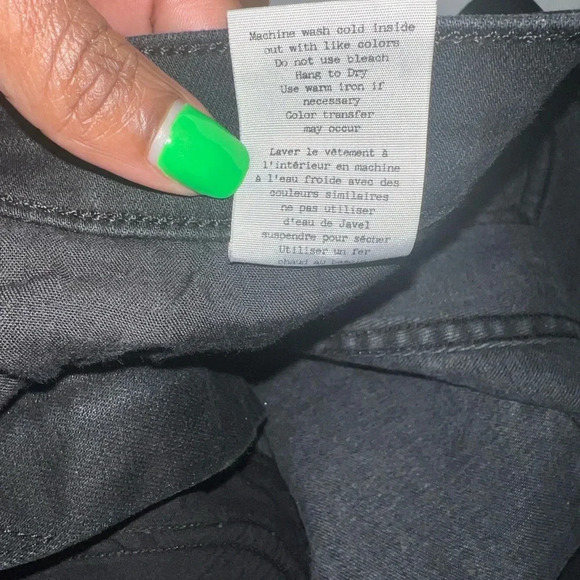 Machine wash cold inside
out with like colors
Do not use bleach
Hang to Dry
Use warm iron if
necessary
Color transfer
may occur
Laver le vêtement à
l'intérieur en machine
à l'eau froide avec des
couleurs similaires
ne pas utiliser
d'eau de Javel
suspendre pour sécher
Utiliser un fer
chaud au